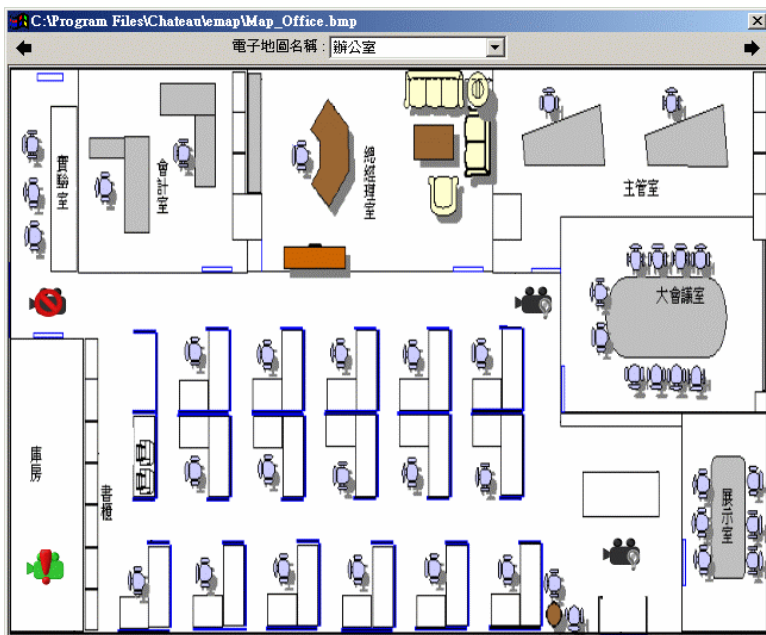 C:\Program Files\Chateau\emap\Map_Office.bmp
電子地圖名稱 : 辦公室
實驗室
會計室
總經理室
主管室
大會議室
庫房
書櫃
展示室